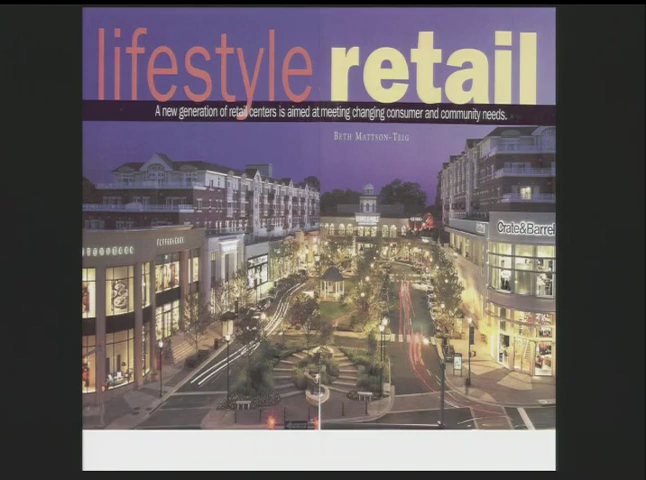 lifestyle retail
A new generation of retail centers is aimed at meeting changing consumer and community needs.
BETH MATTSON-TEIG
Crate&Barrel